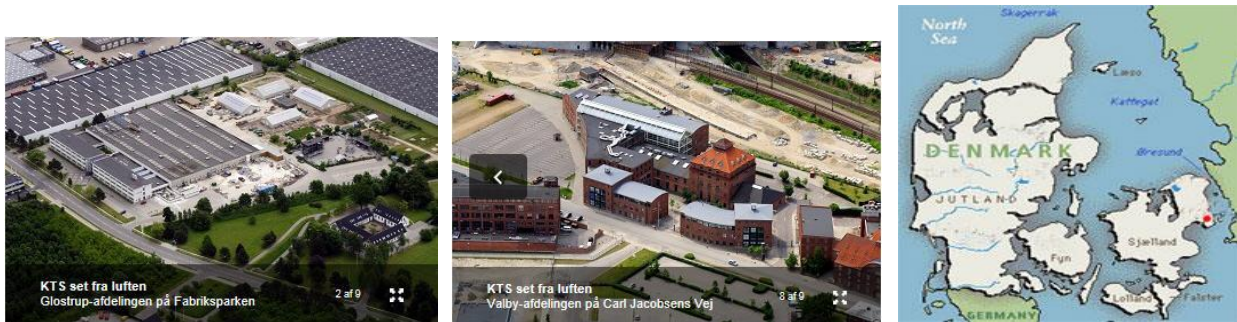 KTS set fra luften
Glostrup-afdelingen på Fabriksparken
2 af 9
KTS set fra luften
Valby-afdelingen på Carl Jacobsens Vej
8 af 9
North
Sea
Skagerrak
Læsø
Kattegat
DENMARK
Øresund
JUTLAND
Sjælland
Fyn
Lolland
Falster
GERMANY